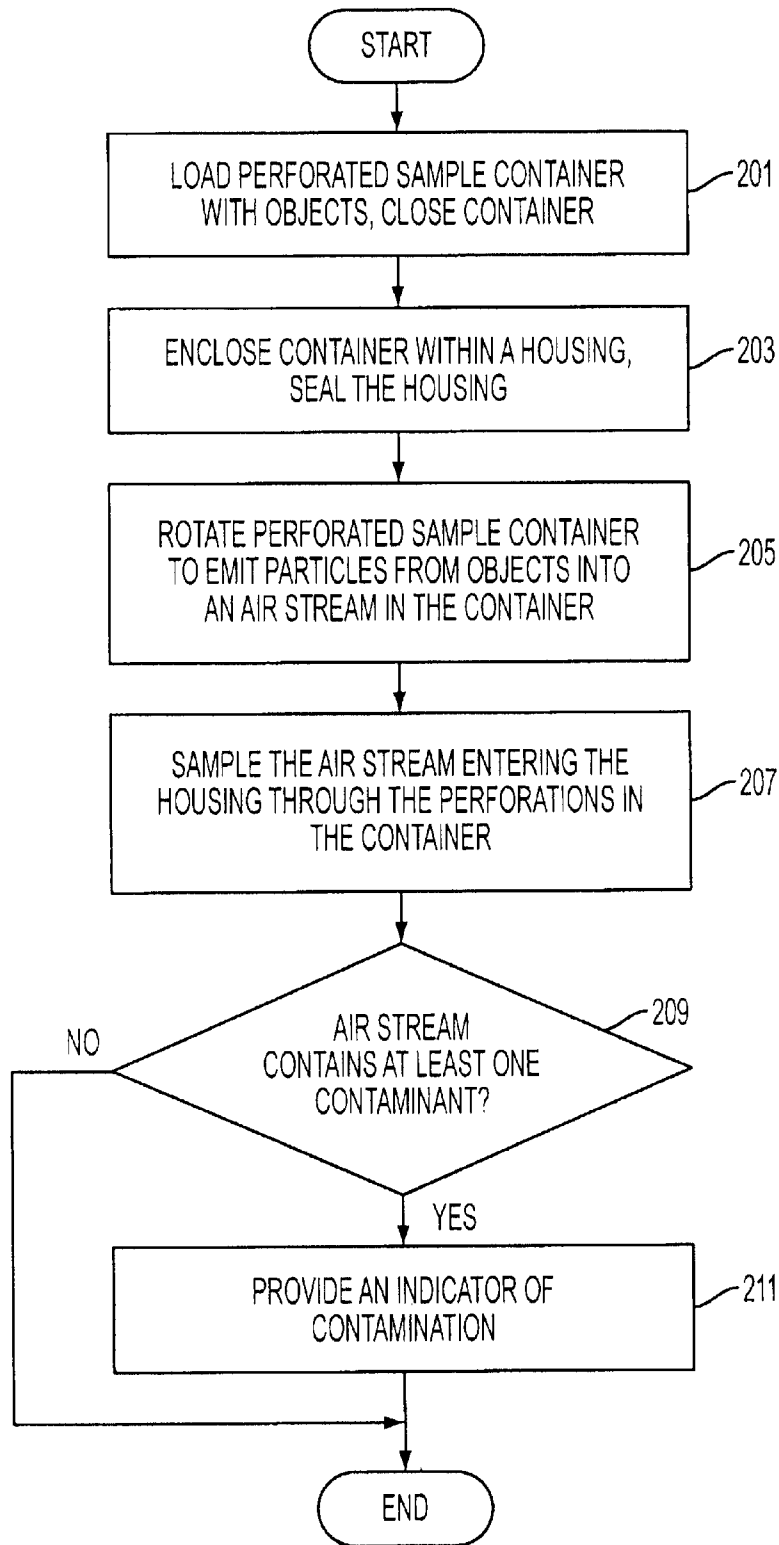 START
LOAD PERFORATED SAMPLE CONTAINER
WITH OBJECTS, CLOSE CONTAINER
201
ENCLOSE CONTAINER WITHIN A HOUSING,
SEAL THE HOUSING
203
ROTATE PERFORATED SAMPLE CONTAINER
TO EMIT PARTICLES FROM OBJECTS INTO
AN AIR STREAM IN THE CONTAINER
205
SAMPLE THE AIR STREAM ENTERING THE
HOUSING THROUGH THE PERFORATIONS IN
THE CONTAINER
207
AIR STREAM
CONTAINS AT LEAST ONE
CONTAMINANT?
209
NO
YES
PROVIDE AN INDICATOR OF
CONTAMINATION
211
END